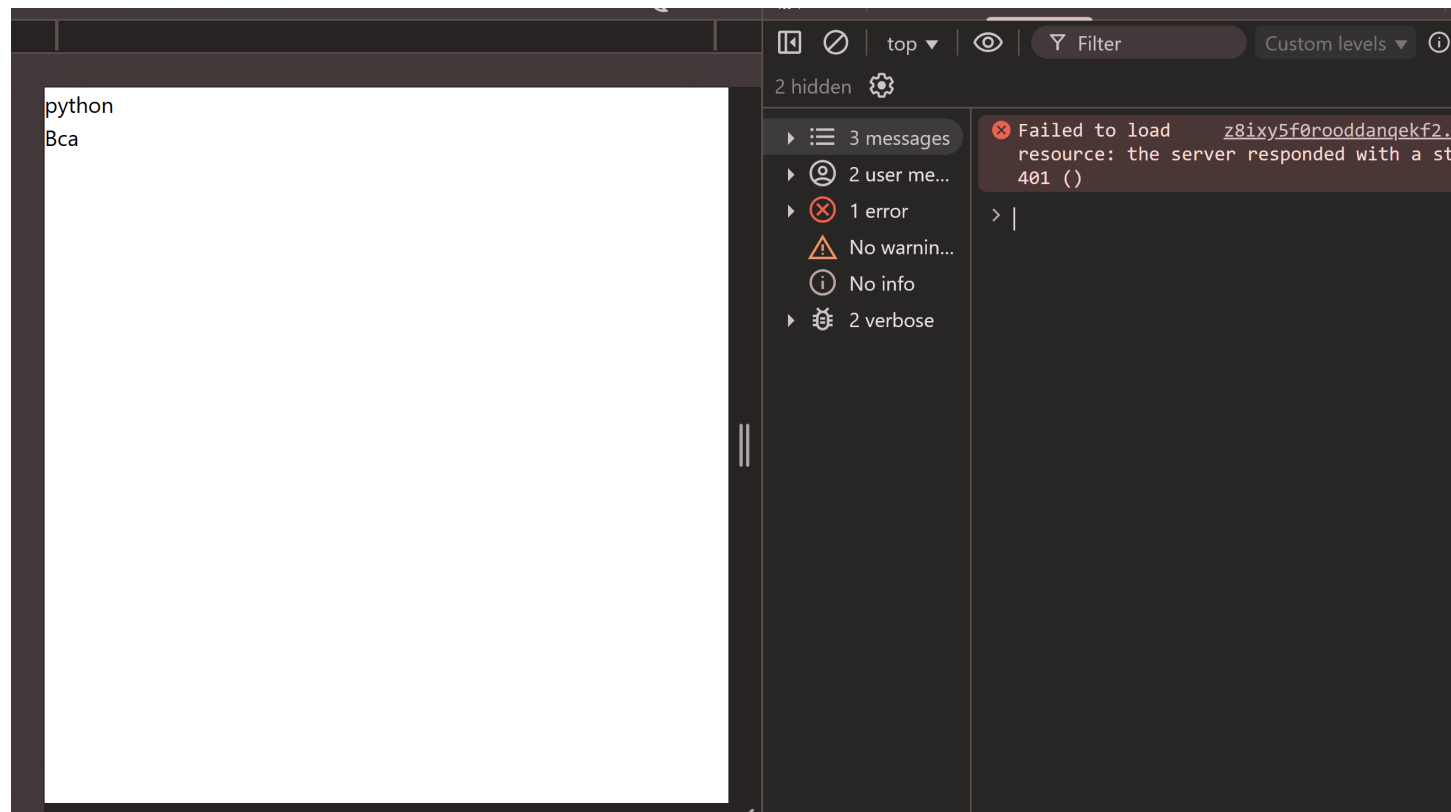 python
Bca
top ▼
Filter
Custom levels ▼
2 hidden
3 messages
2 user me...
1 error
No warnin...
No info
2 verbose
Failed to load z8ixy5f0rooddanqekf2.
resource: the server responded with a st
401 ()
>